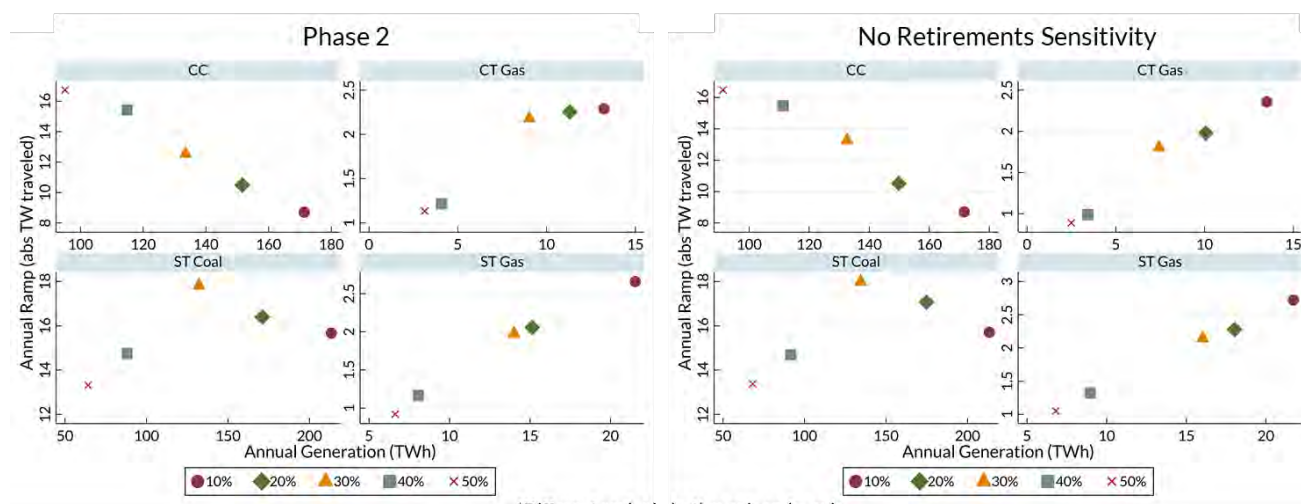 Phase 2
No Retirements Sensitivity
CC
CT Gas
ST Coal
ST Gas
Annual Ramp (abs TW traveled)
8 10 12 14 16
80 100 120 140 160 180
1 1.5 2 2.5
0 5 10 15
12 14 16 18
50 100 150 200
1 1.5 2 2.5
5 10 15 20
Annual Generation (TWh)
10% 20% 30% 40% 50%
CC
CT Gas
ST Coal
ST Gas
Annual Ramp (abs TW traveled)
8 10 12 14 16
100 120 140 160 180
1 1.5 2 2.5
0 5 10 15
12 14 16 18
50 100 150 200
1 1.5 2 2.5 3
5 10 15 20
Annual Generation (TWh)
10% 20% 30% 40% 50%